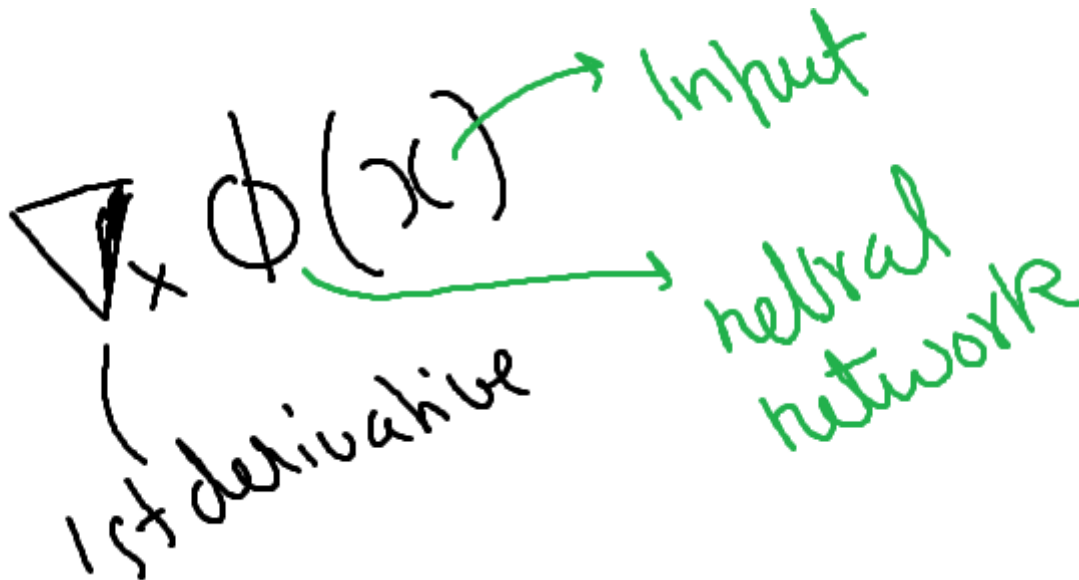 ∇ₓ ϕ(x)
Input
neural
network
1st derivative